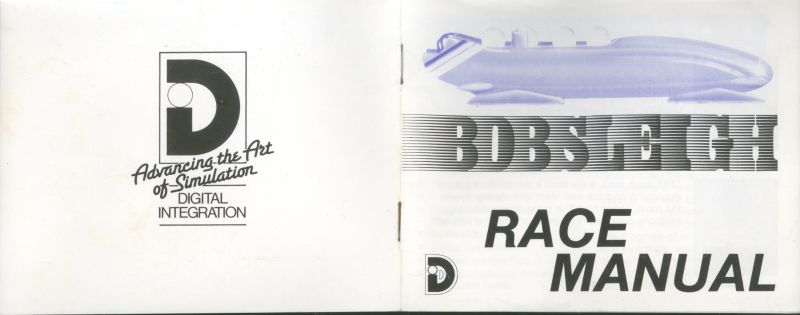 Advancing the Art
of Simulation
DIGITAL
INTEGRATION
BOBSLEIGH
RACE
MANUAL